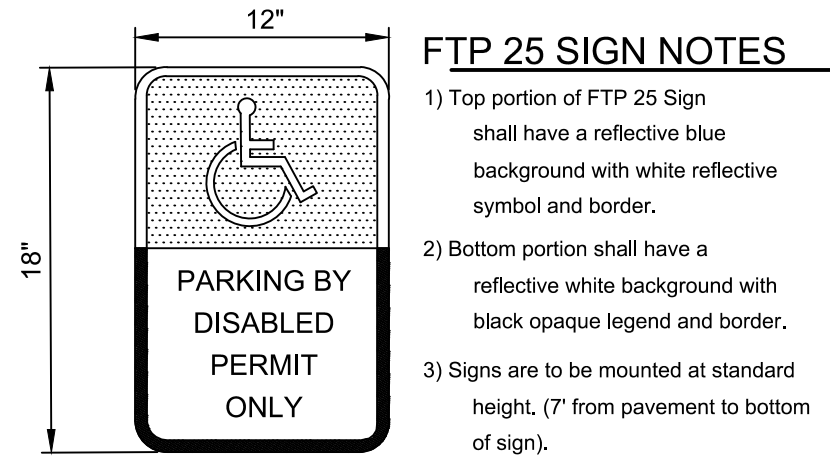 12"
18"
PARKING BY
DISABLED
PERMIT
ONLY
FTP 25 SIGN NOTES
1) Top portion of FTP 25 Sign
shall have a reflective blue
background with white reflective
symbol and border.
2) Bottom portion shall have a
reflective white background with
black opaque legend and border.
3) Signs are to be mounted at standard
height. (7' from pavement to bottom
of sign).